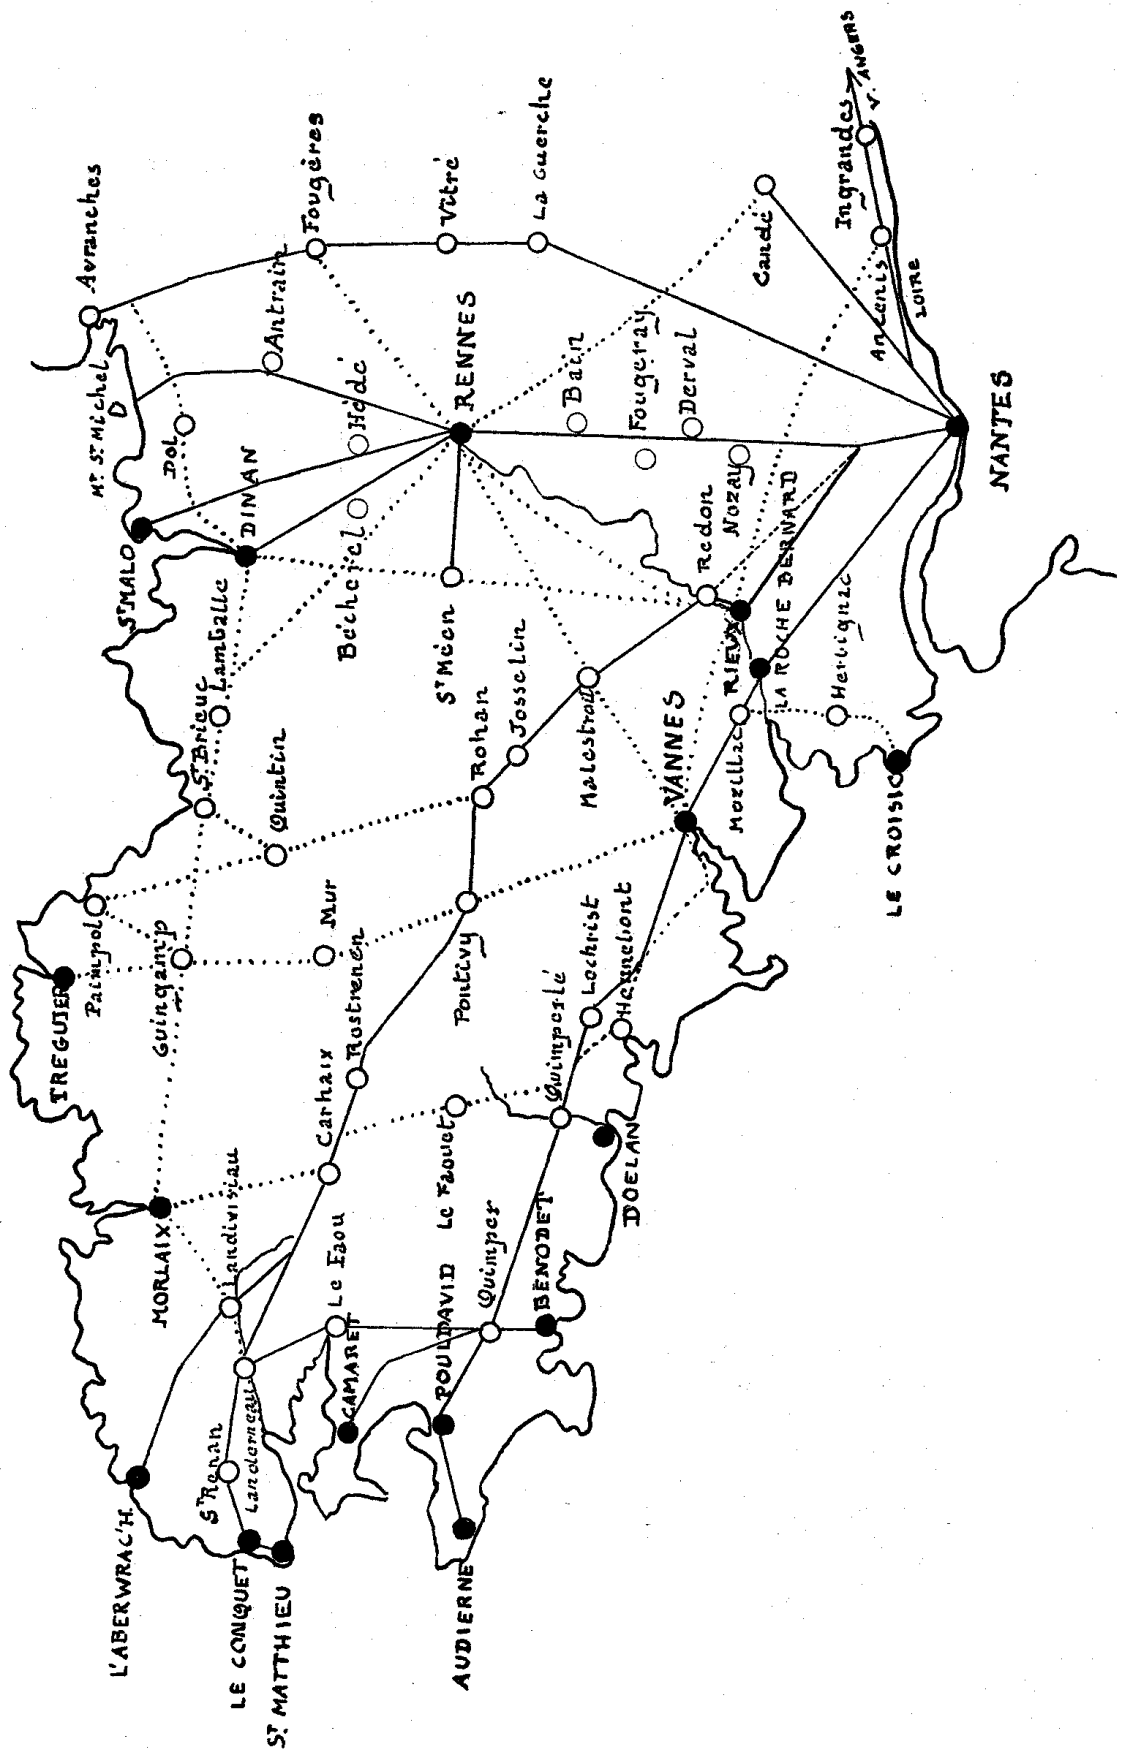 L'ABERWRAC'H.
LE CONQUET
ST MATTHIEU
St Renan
Landerneau
Landivisiau
MORLAIX
TREGUIER
Paimpol
Guingamp
St Brieuc
Lamballe
Quintin
ST MALO
DINAN
Mt St Michel
Dol
Avranches
Antrain
Fougères
Vitré
La Guerche
Hédé
Bécherel
RENNES
St Méen
Mur
Rostrenen
Carhaix
Le Faou
CAMARET
POULDAVID
AUDIERNE
Quimper
BÉNODET
Le Faouet
Quimperlé
DOELAN
Lochrist
Hennebont
Pontivy
Rohan
Josselin
Malestroit
VANNES
Muzillac
RIEUX
LA ROCHE BERNARD
Herbignac
LE CROISIC
Redon
Nozay
Derval
Fougeray
Bain
Candé
Ancenis
Ingrandes
V. ANGERS
LOIRE
NANTES